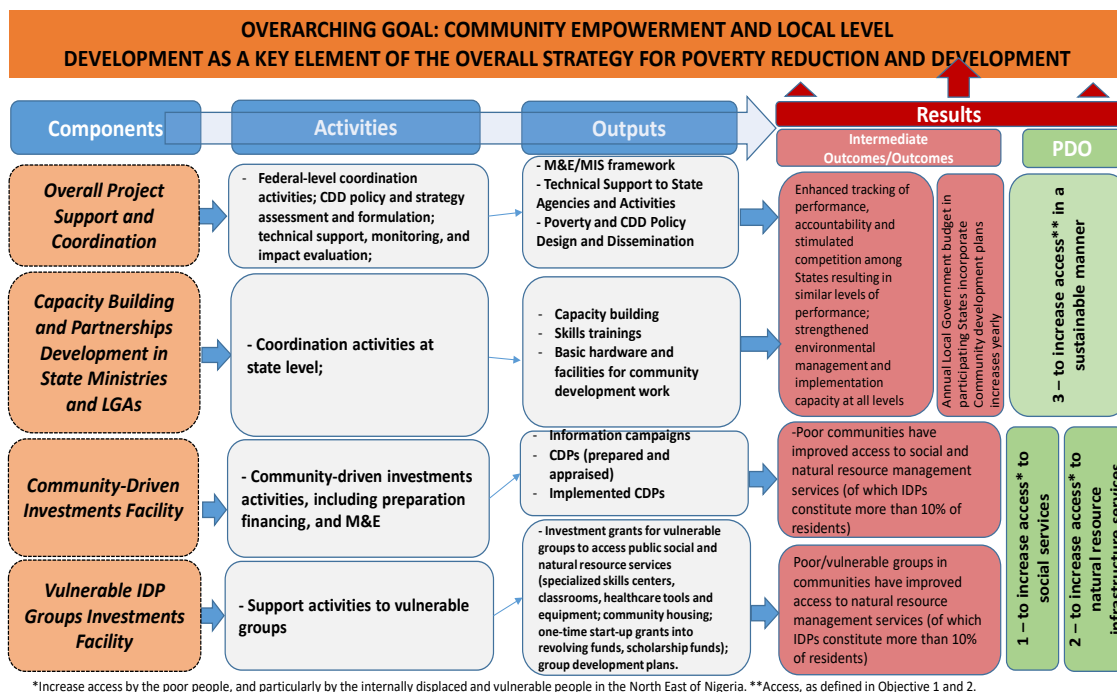 OVERARCHING GOAL: COMMUNITY EMPOWERMENT AND LOCAL LEVEL
DEVELOPMENT AS A KEY ELEMENT OF THE OVERALL STRATEGY FOR POVERTY REDUCTION AND DEVELOPMENT
Components
Activities
Outputs
Results
Intermediate
Outcomes/Outcomes
PDO
Overall Project
Support and
Coordination
- Federal-level coordination
activities; CDD policy and strategy
assessment and formulation;
technical support, monitoring, and
impact evaluation;
- M&E/MIS framework
- Technical Support to State
Agencies and Activities
- Poverty and CDD Policy
Design and Dissemination
Enhanced tracking of
performance,
accountability and
stimulated
competition among
States resulting in
similar levels of
performance;
strengthened
environmental
management and
implementation
capacity at all levels
Annual Local Government budget in
participating States incorporate
Community development plans
increases yearly
3 – to increase access** in a
sustainable manner
Capacity Building
and Partnerships
Development in
State Ministries
and LGAs
- Coordination activities at
state level;
- Capacity building
- Skills trainings
- Basic hardware and
facilities for community
development work
Community-Driven
Investments Facility
- Community-driven investments
activities, including preparation
financing, and M&E
- Information campaigns
- CDPs (prepared and
appraised)
- Implemented CDPs
-Poor communities have
improved access to social and
natural resource management
services (of which IDPs
constitute more than 10% of
residents)
1 – to increase access* to
social services
2 – to increase access* to
natural resource
infrastructure services
Vulnerable IDP
Groups Investments
Facility
- Support activities to vulnerable
groups
- Investment grants for vulnerable
groups to access public social and
natural resource services
(specialized skills centers,
classrooms, healthcare tools and
equipment; community housing;
one-time start-up grants into
revolving funds, scholarship funds);
group development plans.
Poor/vulnerable groups in
communities have improved
access to natural resource
management services (of which
IDPs constitute more than 10%
of residents)
*Increase access by the poor people, and particularly by the internally displaced and vulnerable people in the North East of Nigeria. **Access, as defined in Objective 1 and 2.